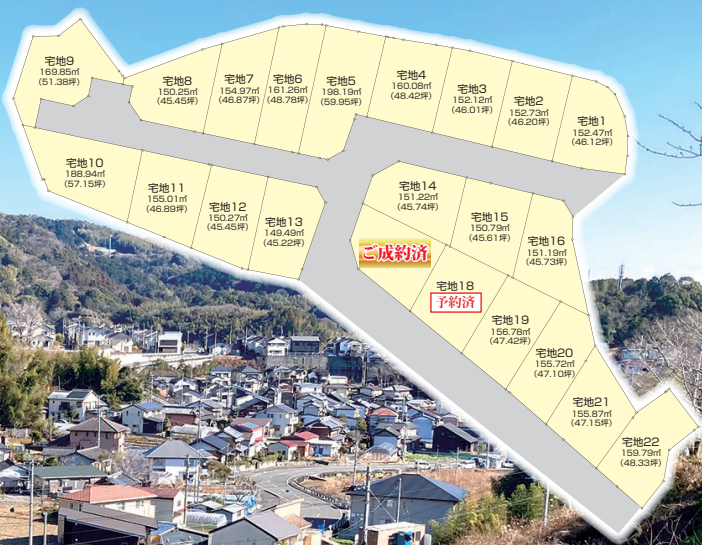 宅地9
169.85㎡
(51.38坪)
宅地8
150.25㎡
(45.45坪)
宅地7
154.97㎡
(46.87坪)
宅地6
161.26㎡
(48.78坪)
宅地5
198.19㎡
(59.95坪)
宅地4
160.08㎡
(48.42坪)
宅地3
152.12㎡
(46.01坪)
宅地2
152.73㎡
(46.20坪)
宅地1
152.47㎡
(46.12坪)
宅地10
188.94㎡
(57.15坪)
宅地11
155.01㎡
(46.89坪)
宅地12
150.27㎡
(45.45坪)
宅地13
149.49㎡
(45.22坪)
宅地14
151.22㎡
(45.74坪)
宅地15
150.79㎡
(45.61坪)
宅地16
151.19㎡
(45.73坪)
ご成約済
宅地18
予約済
宅地19
156.78㎡
(47.42坪)
宅地20
155.72㎡
(47.10坪)
宅地21
155.87㎡
(47.15坪)
宅地22
159.79㎡
(48.33坪)